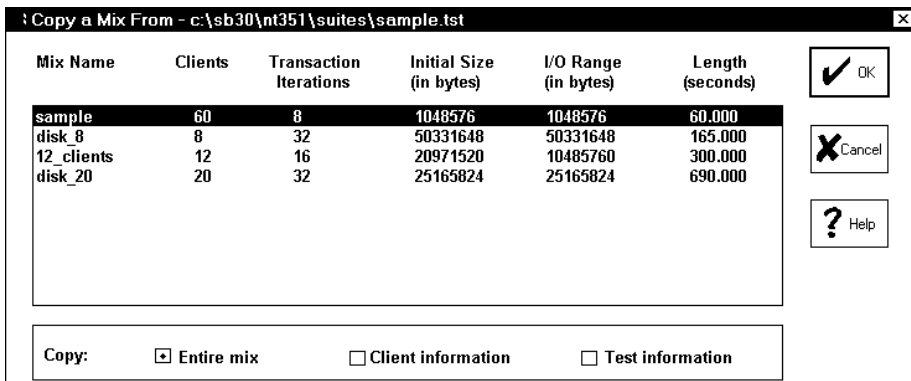 Copy a Mix From - c:\sb30\nt351\suites\sample.tst
Mix Name Clients Transaction Iterations Initial Size (in bytes) I/O Range (in bytes) Length (seconds)
sample 60 8 1048576 1048576 60.000
disk_8 8 32 50331648 50331648 165.000
12_clients 12 16 20971520 10485760 300.000
disk_20 20 32 25165824 25165824 690.000
OK
Cancel
? Help
Copy: Entire mix Client information Test information